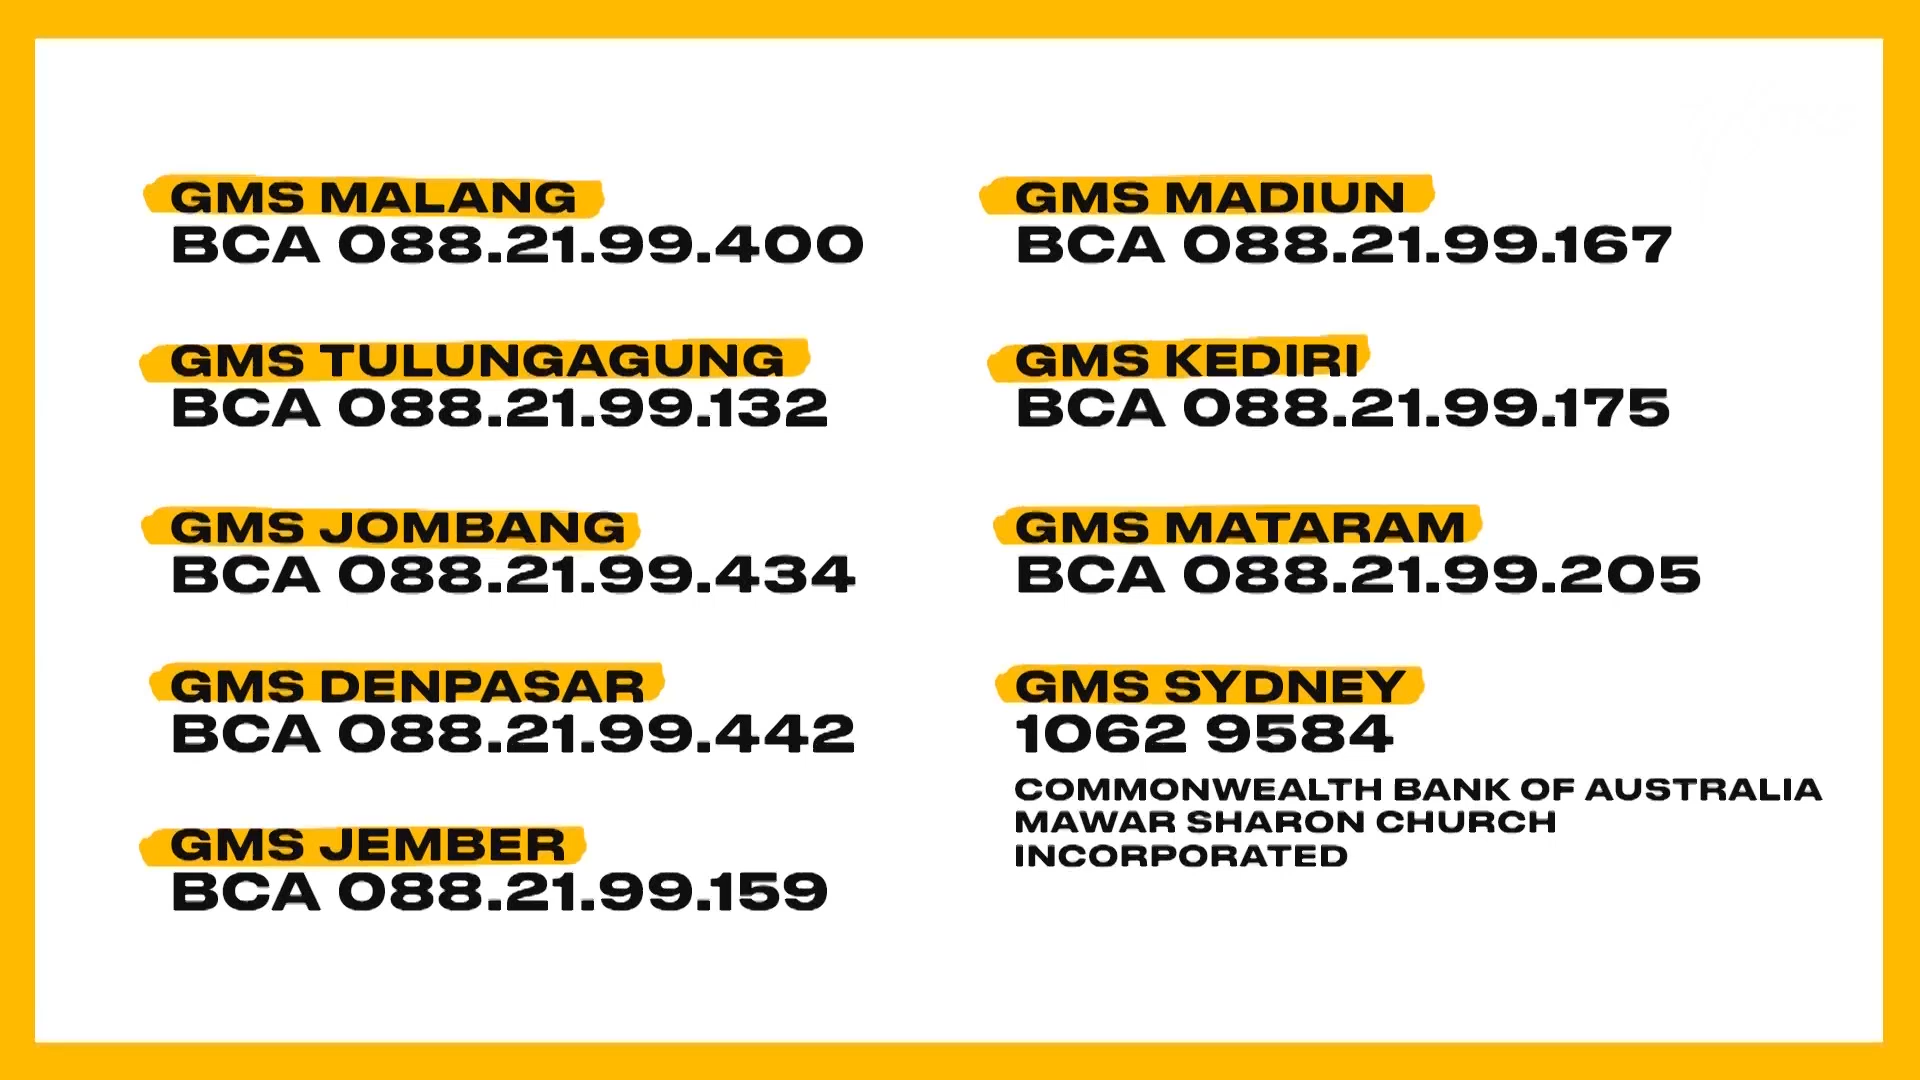 GMS MALANG
BCA 088.21.99.400
GMS TULUNGAGUNG
BCA 088.21.99.132
GMS JOMBANG
BCA 088.21.99.434
GMS DENPASAR
BCA 088.21.99.442
GMS JEMBER
BCA 088.21.99.159
GMS MADIUN
BCA 088.21.99.167
GMS KEDIRI
BCA 088.21.99.175
GMS MATARAM
BCA 088.21.99.205
GMS SYDNEY
1062 9584
COMMONWEALTH BANK OF AUSTRALIA
MAWAR SHARON CHURCH
INCORPORATED